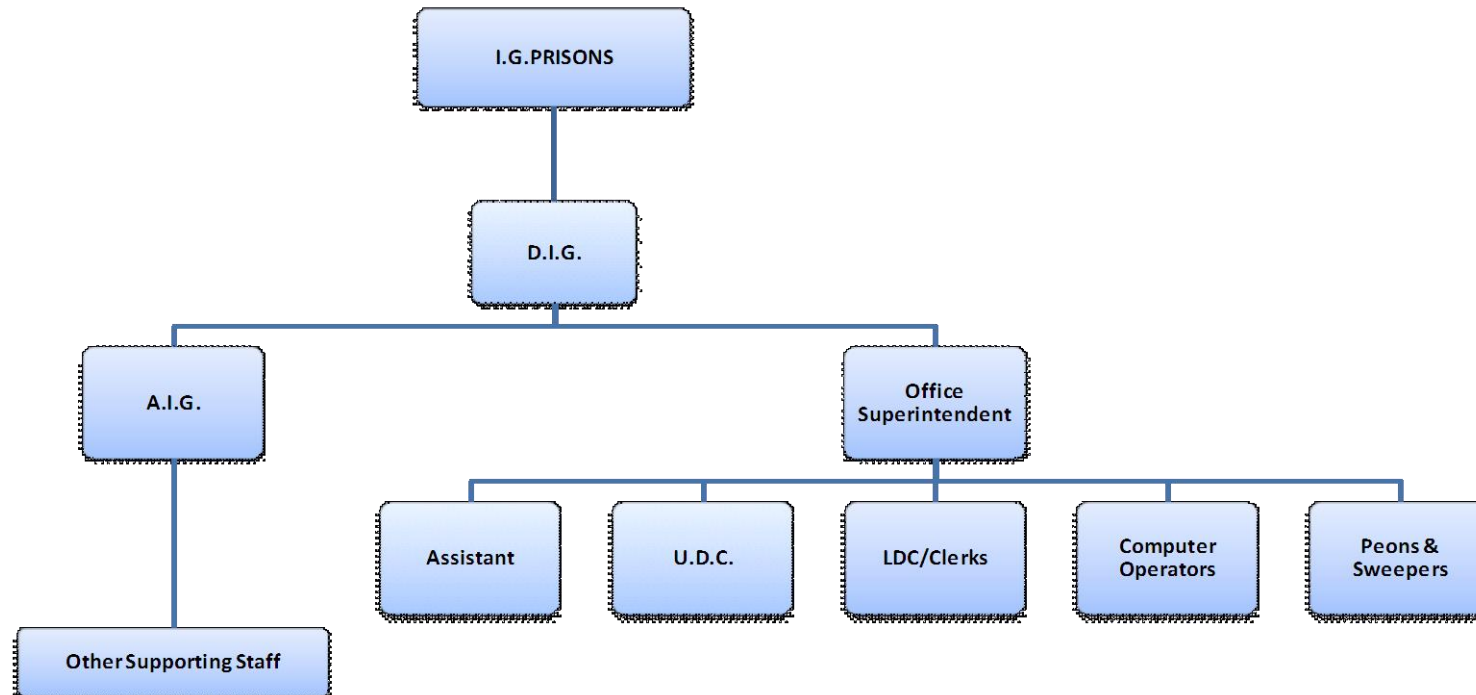 I.G.PRISONS
D.I.G.
A.I.G.
Office
Superintendent
Assistant
U.D.C.
LDC/Clerks
Computer
Operators
Peons &
Sweepers
Other Supporting Staff